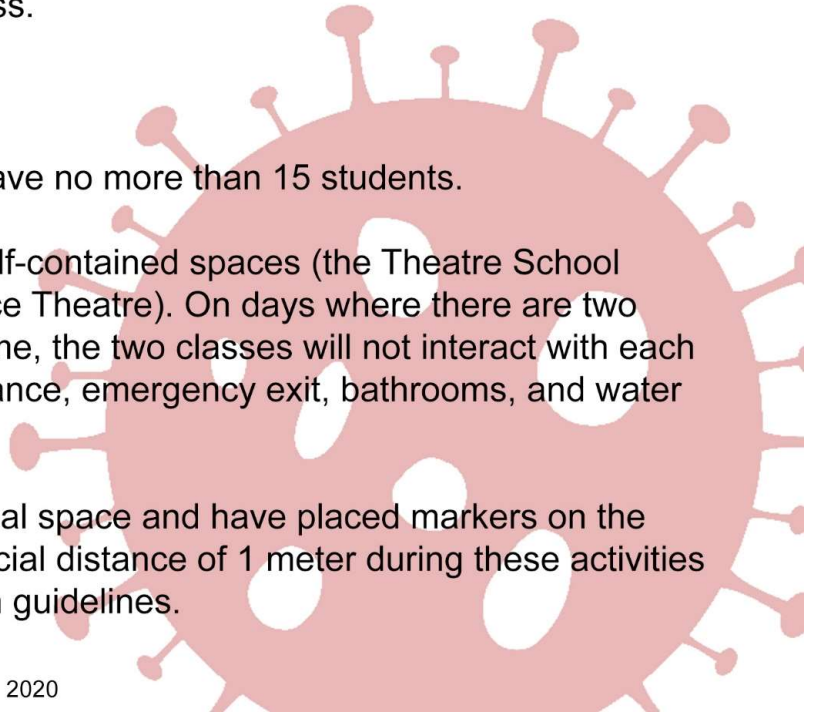 ss.
ave no more than 15 students.
lf-contained spaces (the Theatre School
ce Theatre). On days where there are two
ne, the two classes will not interact with each
ance, emergency exit, bathrooms, and water
al space and have placed markers on the
cial distance of 1 meter during these activities
n guidelines.
2020